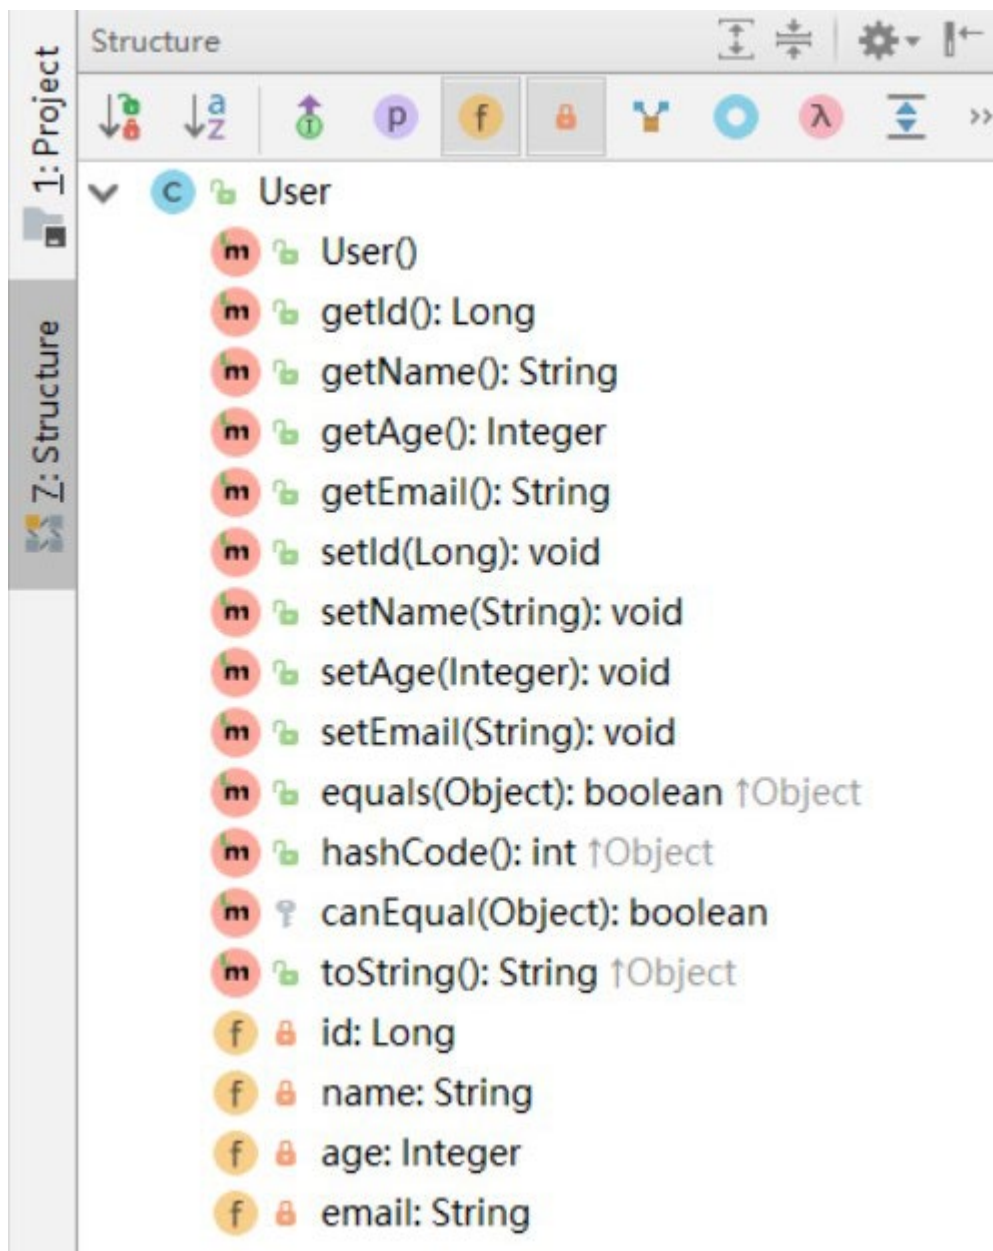 Structure
1: Project
7: Structure
User
User()
getId(): Long
getName(): String
getAge(): Integer
getEmail(): String
setId(Long): void
setName(String): void
setAge(Integer): void
setEmail(String): void
equals(Object): boolean ↑Object
hashCode(): int ↑Object
canEqual(Object): boolean
toString(): String ↑Object
id: Long
name: String
age: Integer
email: String